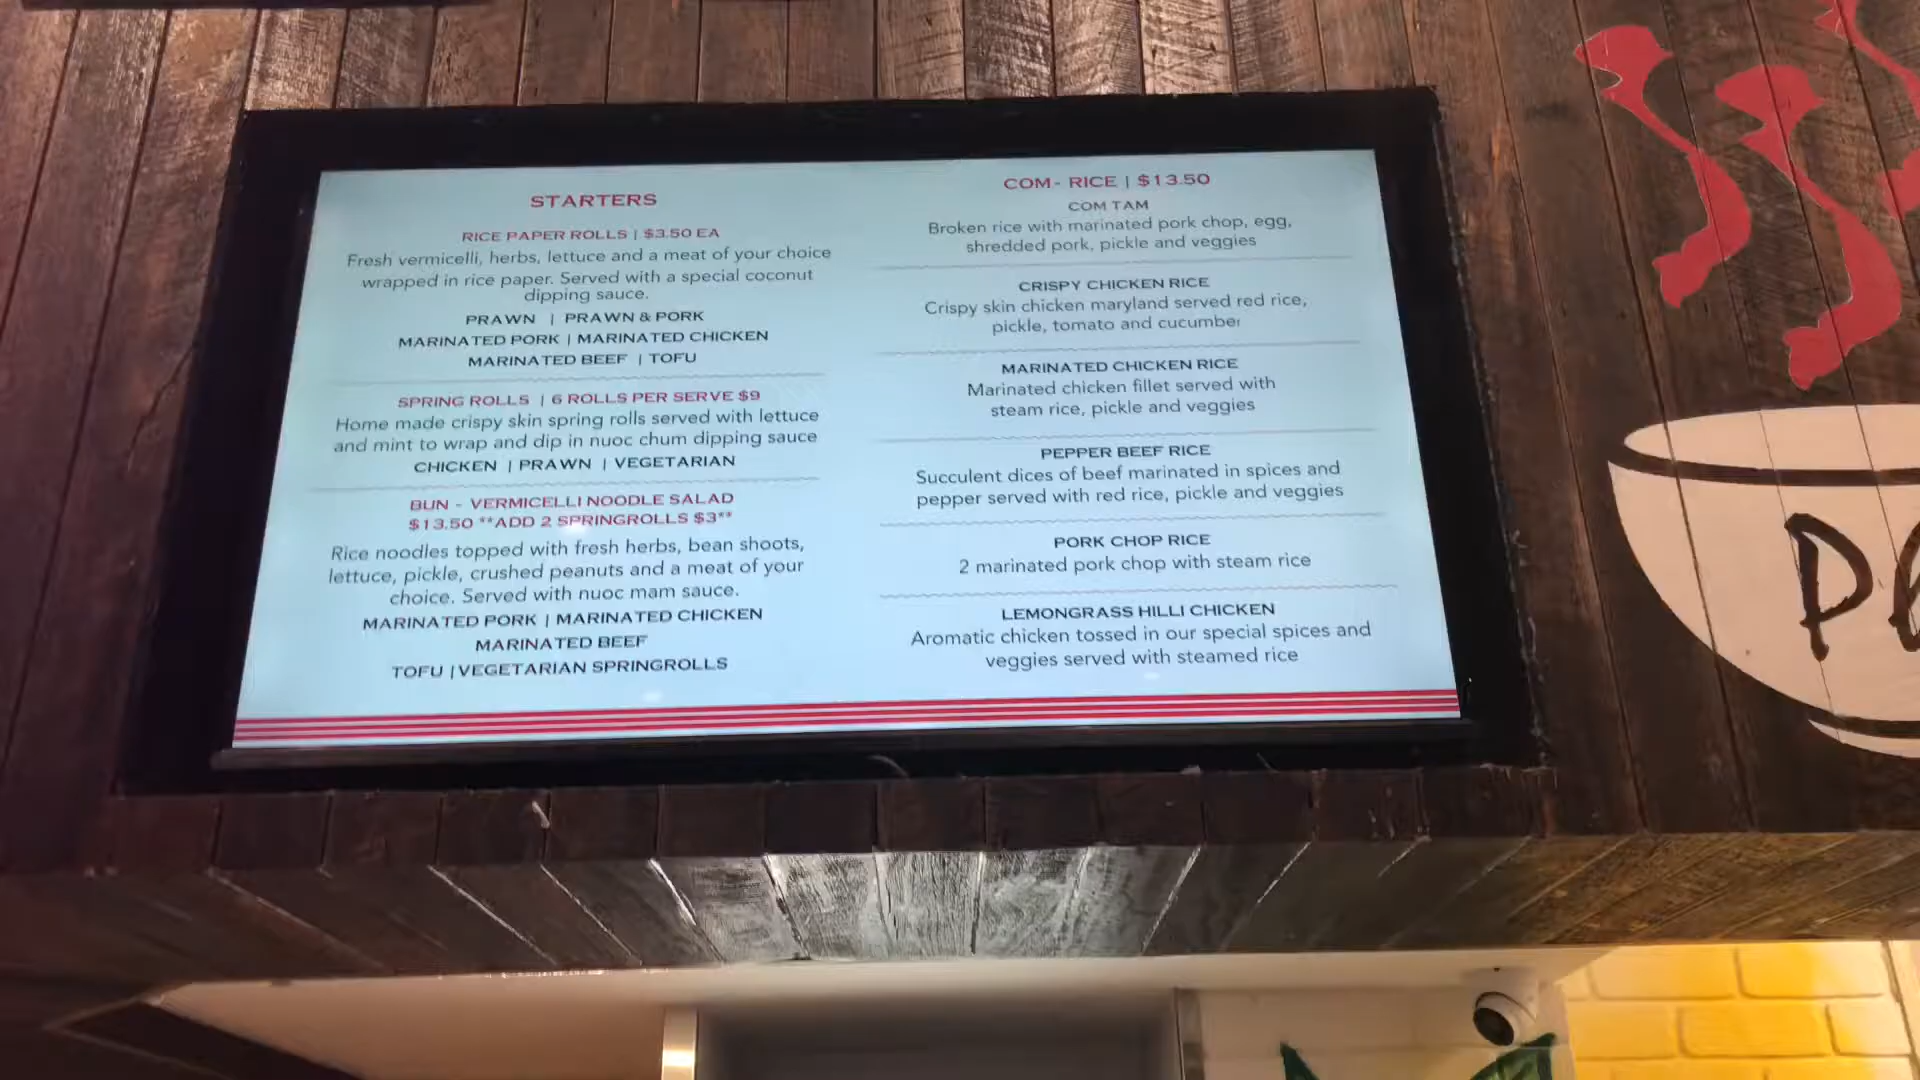 STARTERS
RICE PAPER ROLLS | $3.50 EA
Fresh vermicelli, herbs, lettuce and a meat of your choice
wrapped in rice paper. Served with a special coconut
dipping sauce.
PRAWN | PRAWN & PORK
MARINATED PORK | MARINATED CHICKEN
MARINATED BEEF | TOFU
SPRING ROLLS | 6 ROLLS PER SERVE $9
Home made crispy skin spring rolls served with lettuce
and mint to wrap and dip in nuoc chum dipping sauce
CHICKEN | PRAWN | VEGETARIAN
BUN - VERMICELLI NOODLE SALAD
$13.50 **ADD 2 SPRINGROLLS $3**
Rice noodles topped with fresh herbs, bean shoots,
lettuce, pickle, crushed peanuts and a meat of your
choice. Served with nuoc mam sauce.
MARINATED PORK | MARINATED CHICKEN
MARINATED BEEF
TOFU | VEGETARIAN SPRINGROLLS
COM- RICE | $13.50
COM TAM
Broken rice with marinated pork chop, egg,
shredded pork, pickle and veggies
CRISPY CHICKEN RICE
Crispy skin chicken maryland served red rice,
pickle, tomato and cucumber
MARINATED CHICKEN RICE
Marinated chicken fillet served with
steam rice, pickle and veggies
PEPPER BEEF RICE
Succulent dices of beef marinated in spices and
pepper served with red rice, pickle and veggies
PORK CHOP RICE
2 marinated pork chop with steam rice
LEMONGRASS HILLI CHICKEN
Aromatic chicken tossed in our special spices and
veggies served with steamed rice